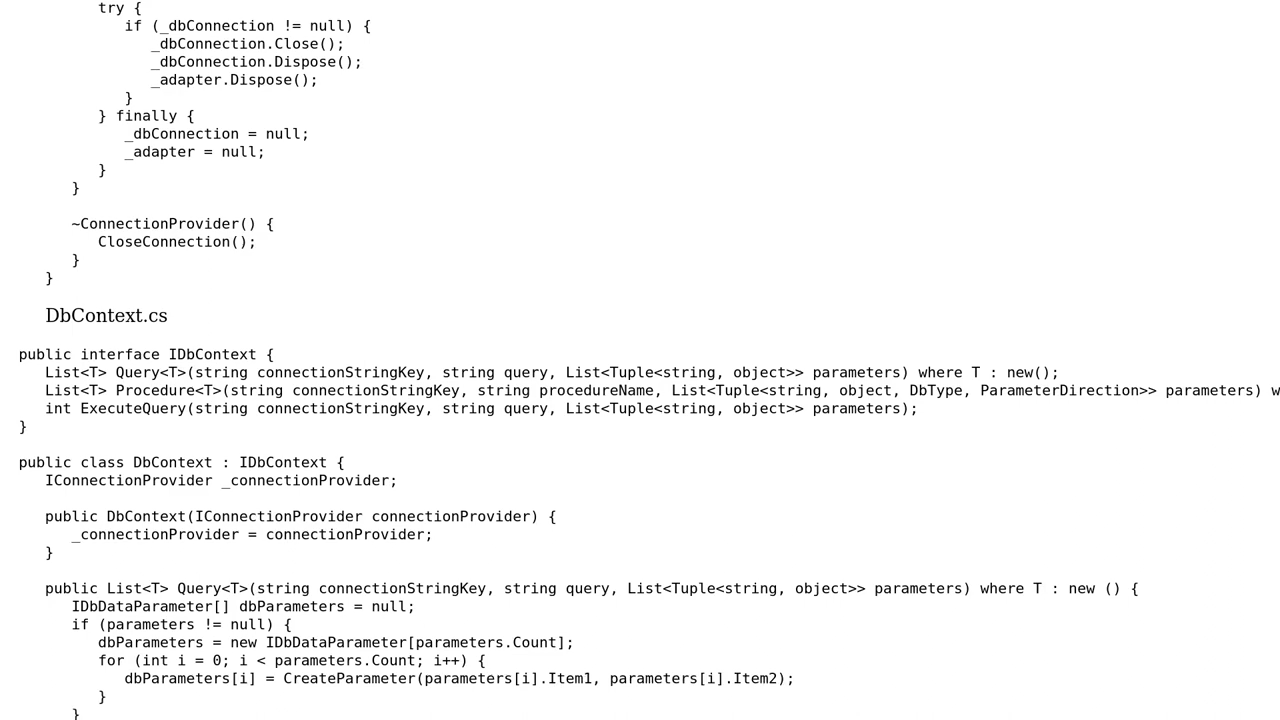 try {
if (_dbConnection != null) {
_dbConnection.Close();
_dbConnection.Dispose();
_adapter.Dispose();
}
} finally {
_dbConnection = null;
_adapter = null;
}
}
~ConnectionProvider() {
CloseConnection();
}
}
DbContext.cs
public interface IDbContext {
List<T> Query<T>(string connectionStringKey, string query, List<Tuple<string, object>> parameters) where T : new();
List<T> Procedure<T>(string connectionStringKey, string procedureName, List<Tuple<string, object, DbType, ParameterDirection>> parameters) w
int ExecuteQuery(string connectionStringKey, string query, List<Tuple<string, object>> parameters);
}
public class DbContext : IDbContext {
IConnectionProvider _connectionProvider;
public DbContext(IConnectionProvider connectionProvider) {
_connectionProvider = connectionProvider;
}
public List<T> Query<T>(string connectionStringKey, string query, List<Tuple<string, object>> parameters) where T : new () {
IDbDataParameter[] dbParameters = null;
if (parameters != null) {
dbParameters = new IDbDataParameter[parameters.Count];
for (int i = 0; i < parameters.Count; i++) {
dbParameters[i] = CreateParameter(parameters[i].Item1, parameters[i].Item2);
}
}